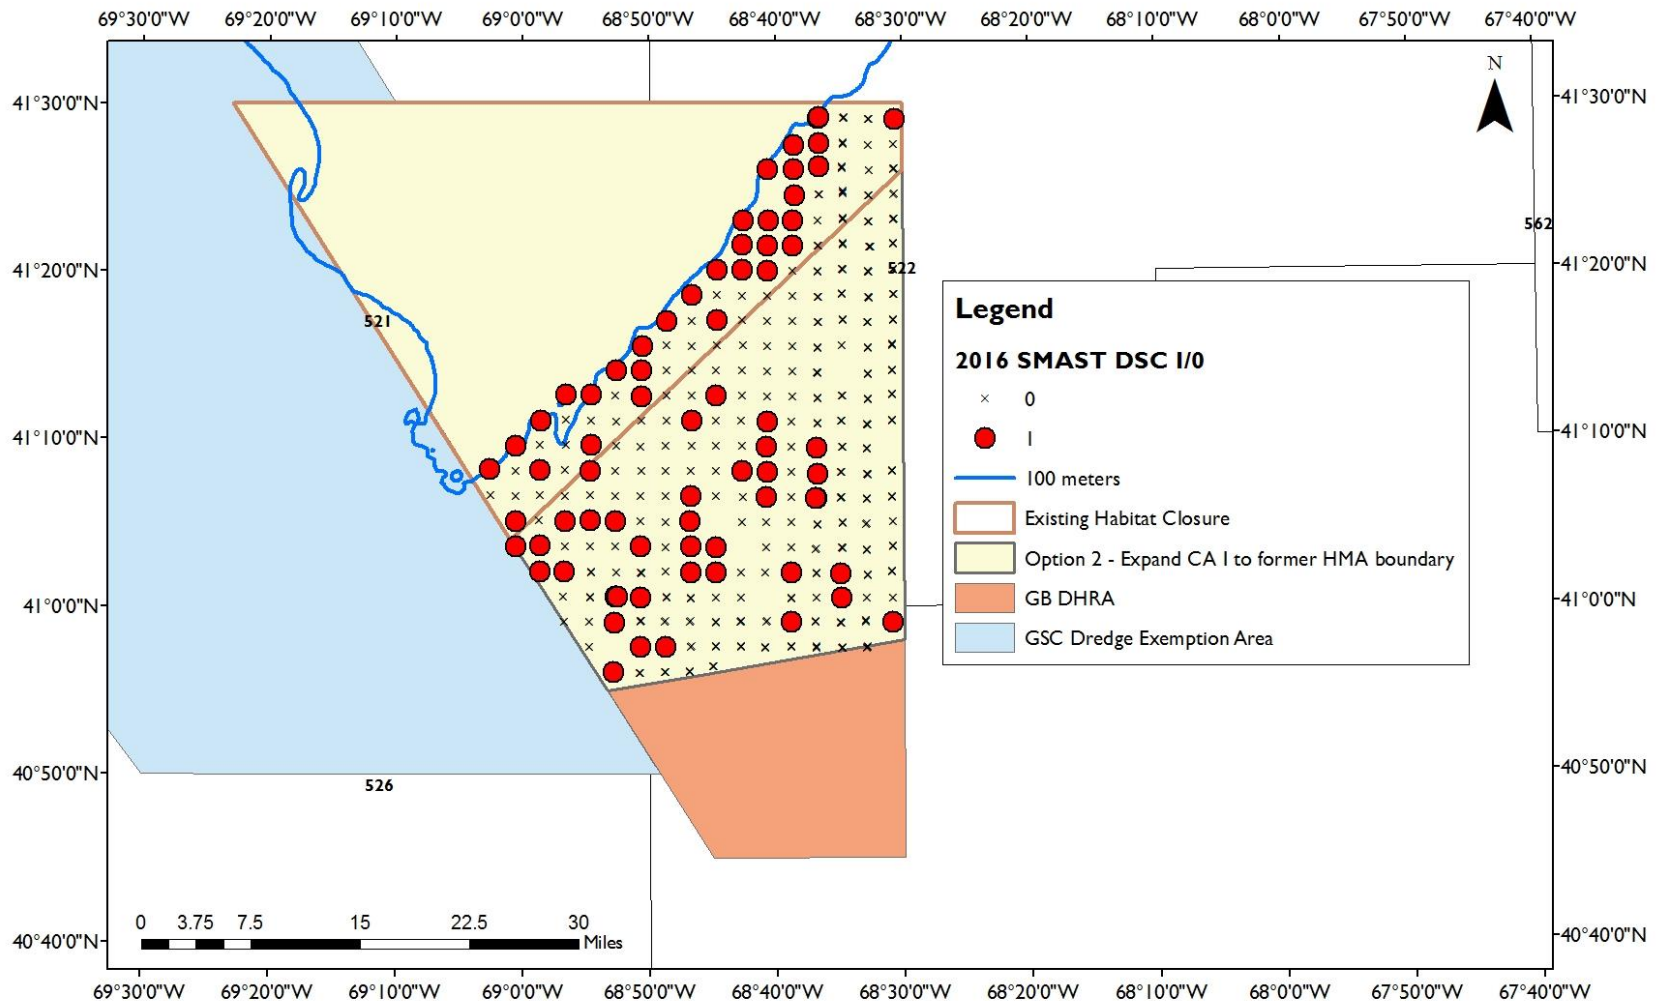 69°30'0"W 69°20'0"W 69°10'0"W 69°0'0"W 68°50'0"W 68°40'0"W 68°30'0"W 68°20'0"W 68°10'0"W 68°0'0"W 67°50'0"W 67°40'0"W
N
41°30'0"N 41°30'0"N
562
41°20'0"N 522 41°20'0"N
Legend
521
2016 SMAST DSC 1/0
0
41°10'0"N 1 41°10'0"N
100 meters
Existing Habitat Closure
Option 2 - Expand CA I to former HMA boundary
41°0'0"N GB DHRA 41°0'0"N
GSC Dredge Exemption Area
40°50'0"N 40°50'0"N
526
0 3.75 7.5 15 22.5 30
Miles
40°40'0"N 40°40'0"N
69°30'0"W 69°20'0"W 69°10'0"W 69°0'0"W 68°50'0"W 68°40'0"W 68°30'0"W 68°20'0"W 68°10'0"W 68°0'0"W 67°50'0"W 67°40'0"W